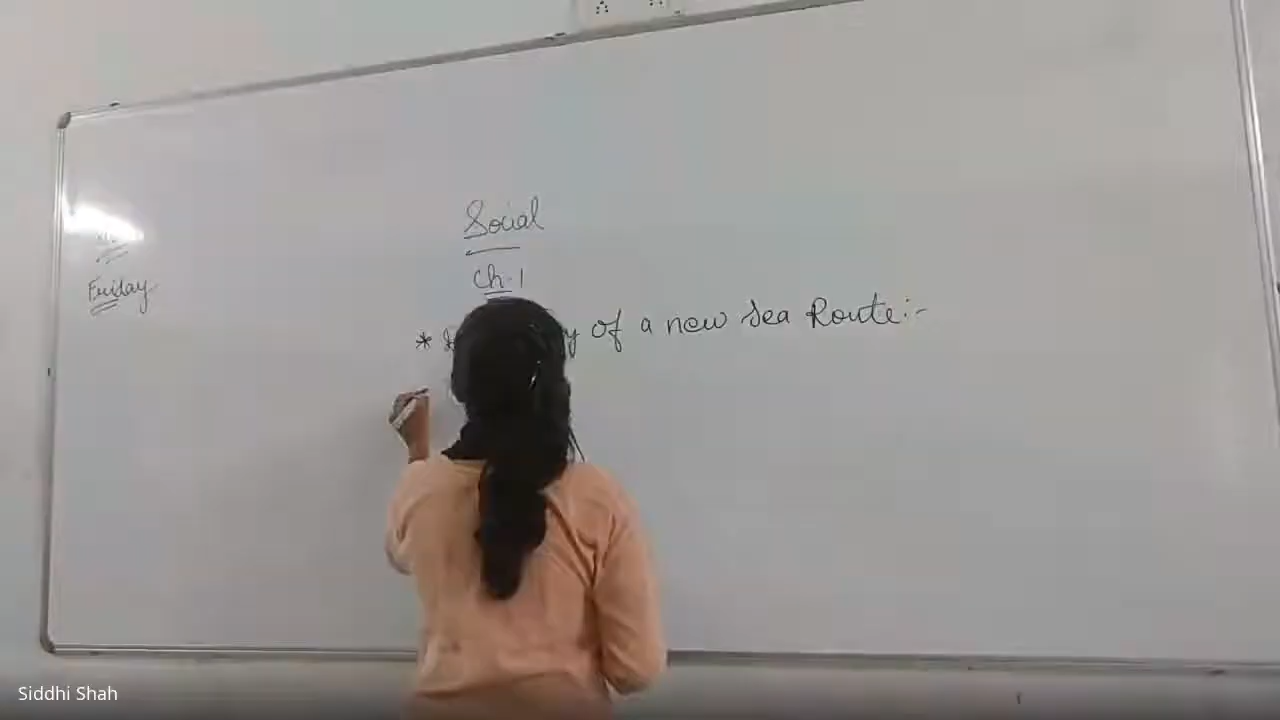 Social
Friday
Ch-1
* of a new Sea Route:-
Siddhi Shah